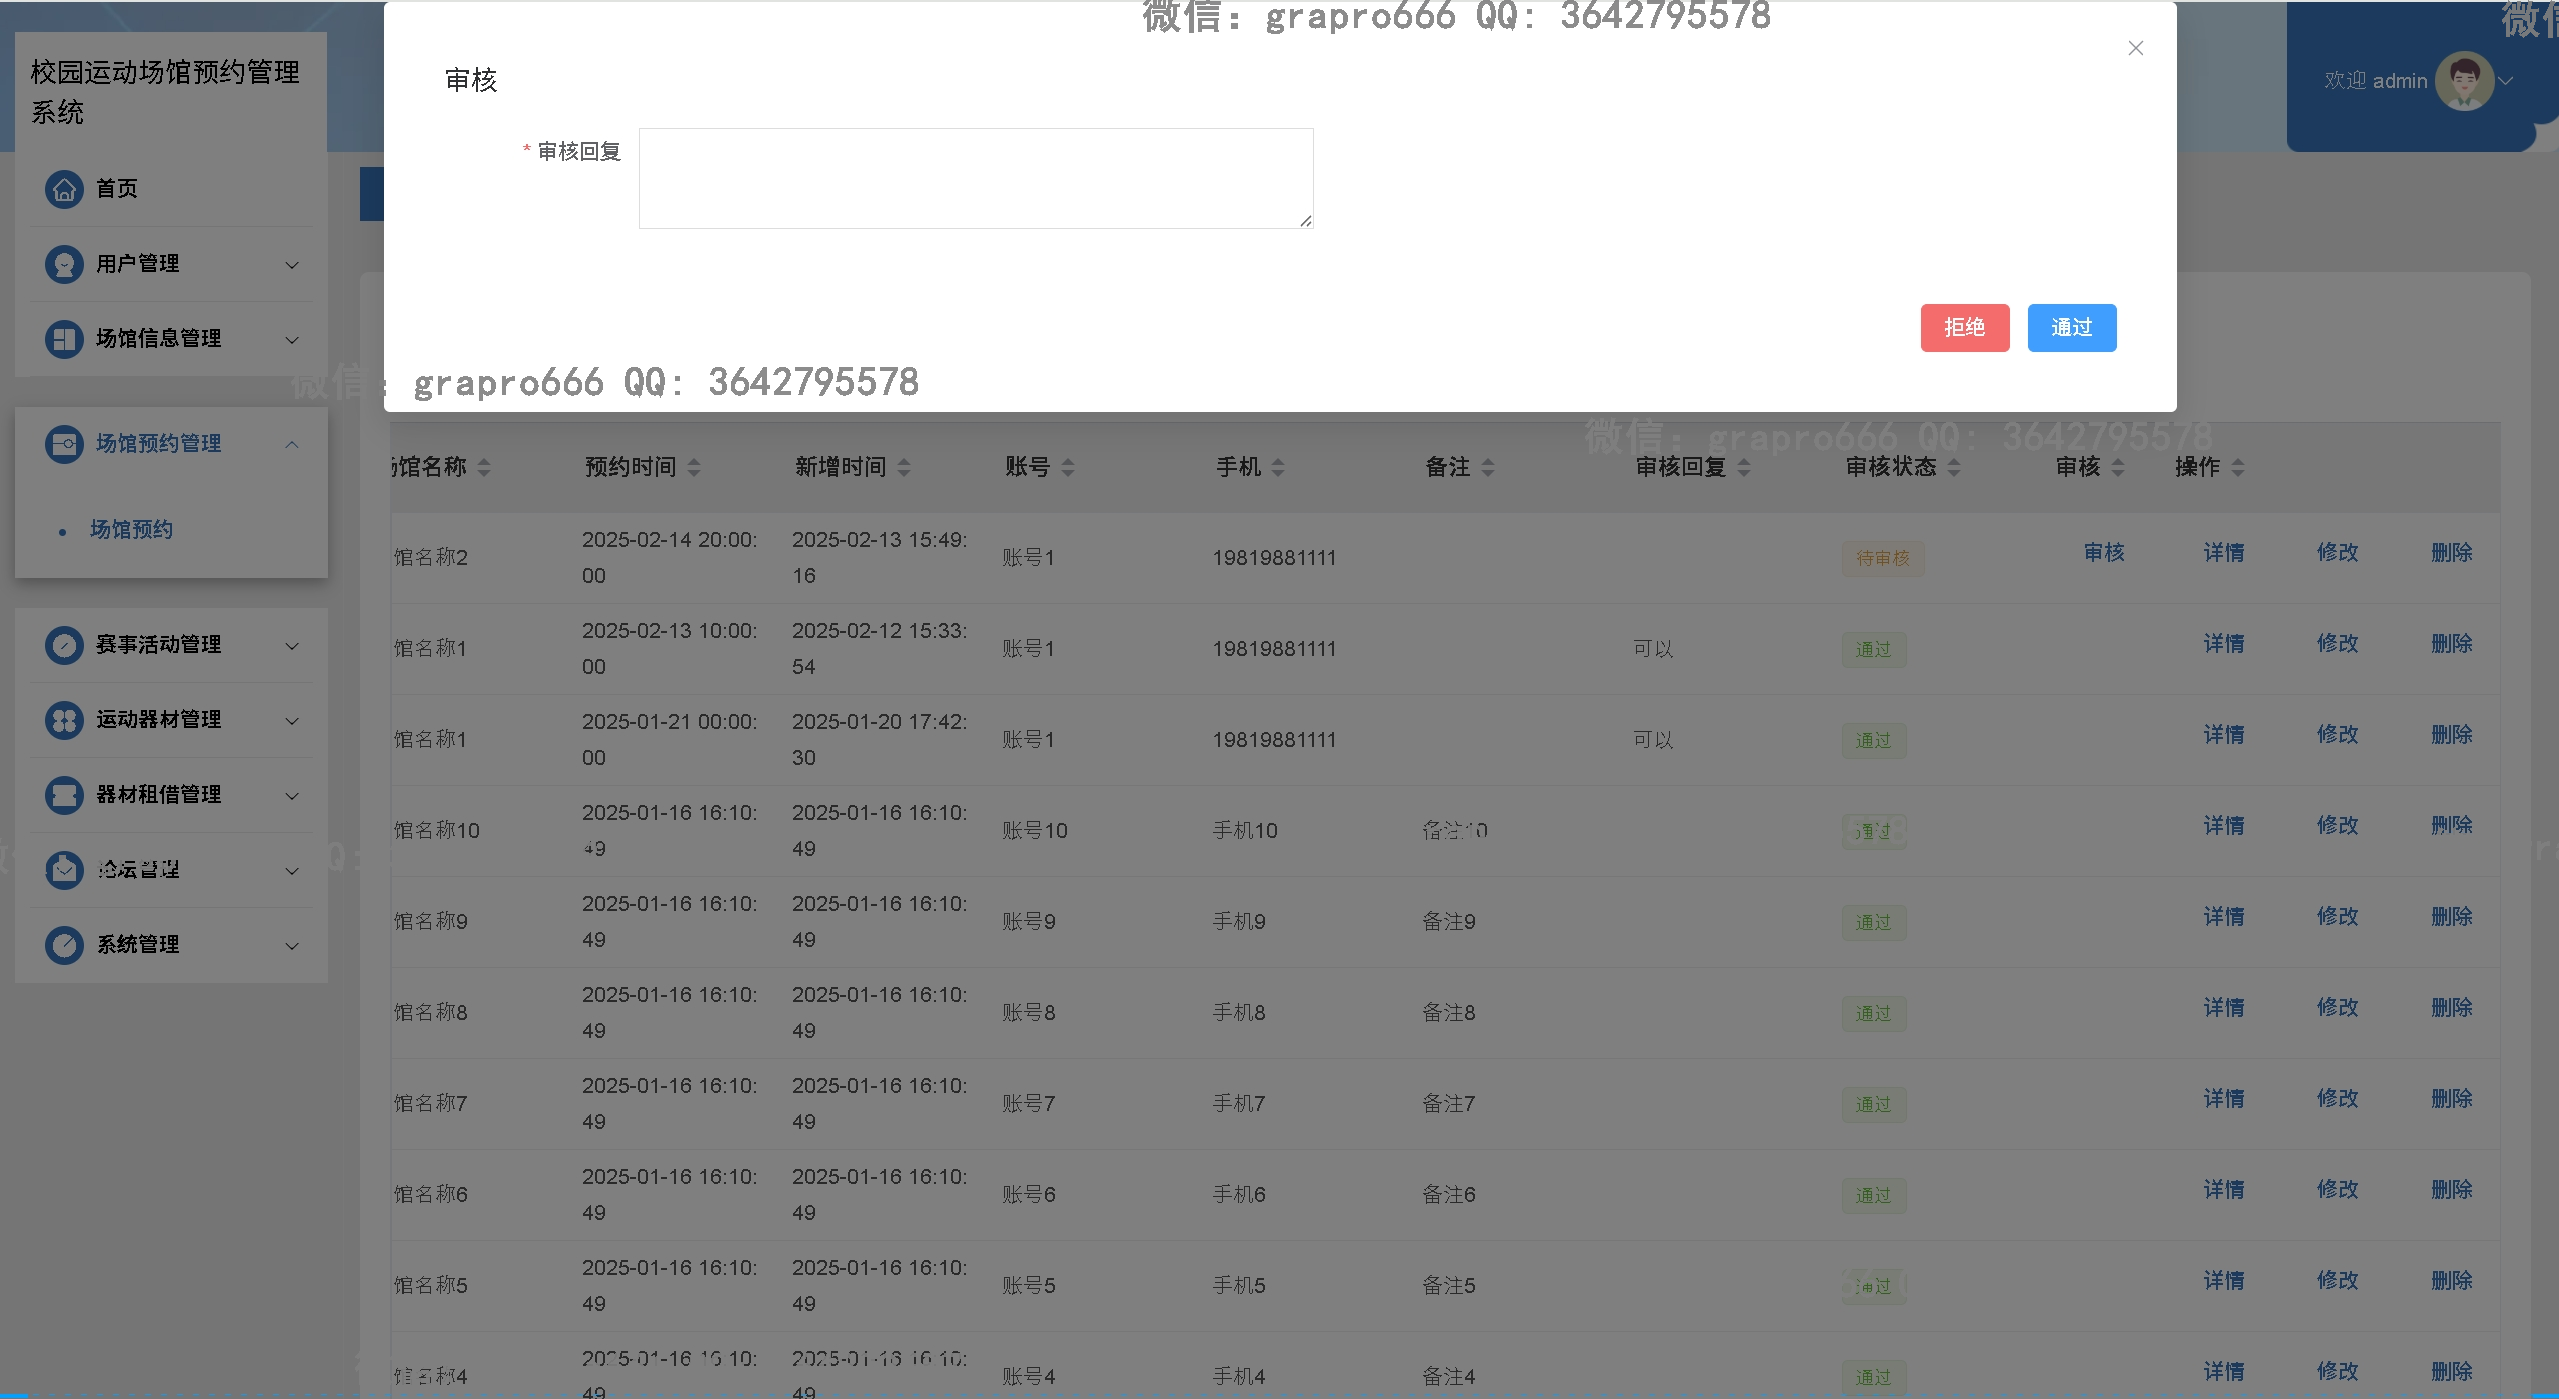 微信: grapro666 QQ: 3642795578
微信
校园运动场馆预约管理
系统
欢迎 admin
审核
* 审核回复
首页
用户管理
场馆信息管理
拒绝 通过
微信: grapro666 QQ: 3642795578
微信: grapro666 QQ: 3642795578
场馆预约管理
场馆预约
赛事活动管理
运动器材管理
器材租借管理
论坛管理
系统管理
馆名称 预约时间 新增时间 账号 手机 备注 审核回复 审核状态 审核 操作
馆名称2 2025-02-14 20:00:00 2025-02-13 15:49:16 账号1 19819881111 待审核 审核 详情 修改 删除
馆名称1 2025-02-13 10:00:00 2025-02-12 15:33:54 账号1 19819881111 可以 通过 详情 修改 删除
馆名称1 2025-01-21 00:00:00 2025-01-20 17:42:30 账号1 19819881111 可以 通过 详情 修改 删除
馆名称10 2025-01-16 16:10:49 2025-01-16 16:10:49 账号10 手机10 备注10 通过 详情 修改 删除
馆名称9 2025-01-16 16:10:49 2025-01-16 16:10:49 账号9 手机9 备注9 通过 详情 修改 删除
馆名称8 2025-01-16 16:10:49 2025-01-16 16:10:49 账号8 手机8 备注8 通过 详情 修改 删除
馆名称7 2025-01-16 16:10:49 2025-01-16 16:10:49 账号7 手机7 备注7 通过 详情 修改 删除
馆名称6 2025-01-16 16:10:49 2025-01-16 16:10:49 账号6 手机6 备注6 通过 详情 修改 删除
馆名称5 2025-01-16 16:10:49 2025-01-16 16:10:49 账号5 手机5 备注5 通过 详情 修改 删除
馆名称4 2025-01-16 16:10:49 2025-01-16 16:10:49 账号4 手机4 备注4 通过 详情 修改 删除